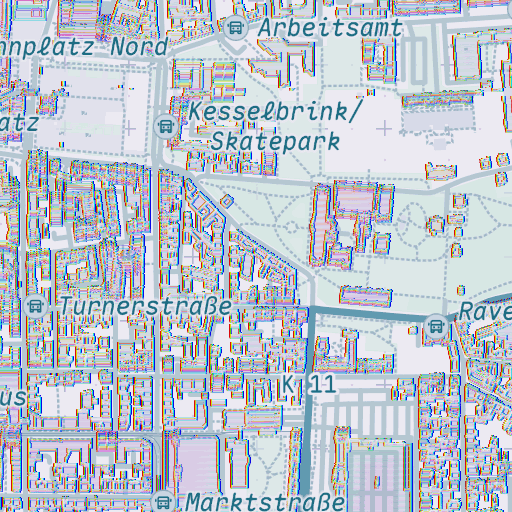 Arbeitsamt
nnplatz Nord
Kesselbrink/
Skatepark
atz
Turnerstraße
Rave
K 11
us
Marktstraße